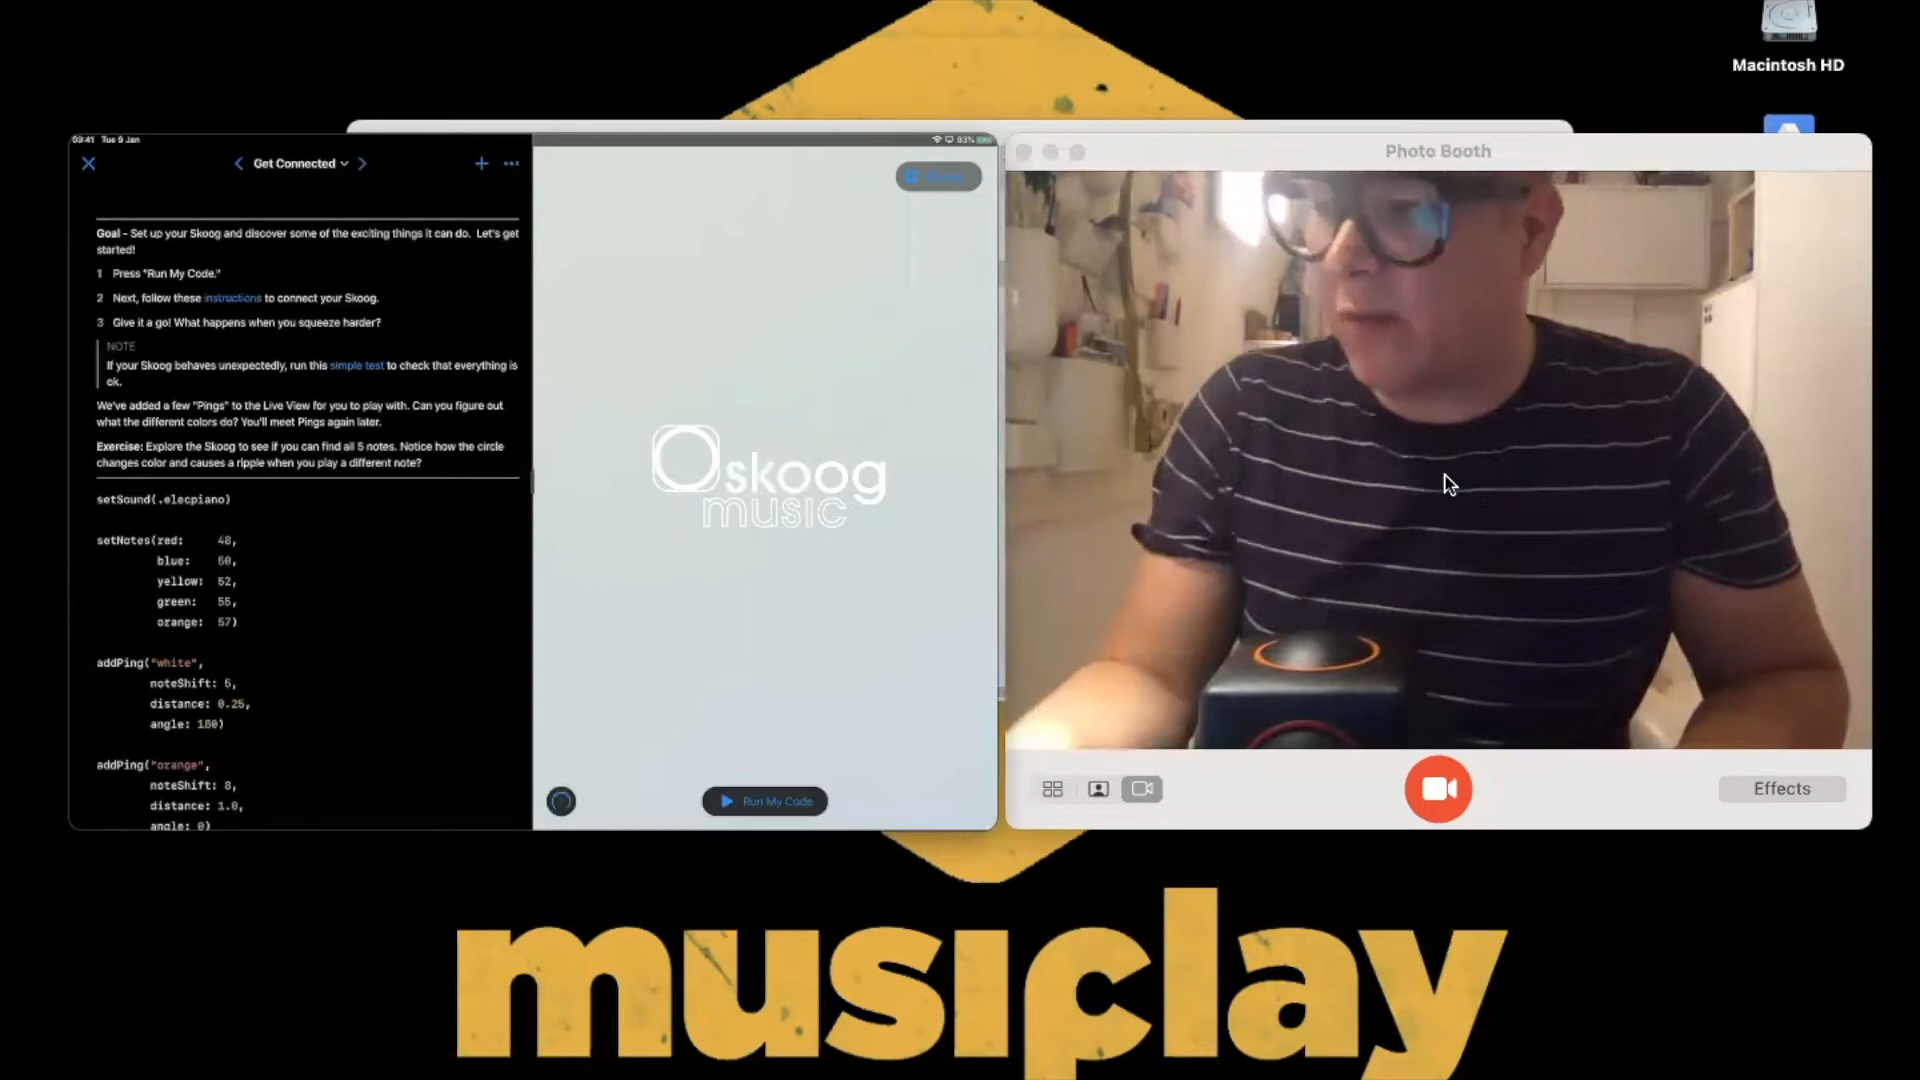 Macintosh HD
09:41 Tue 9 Jan
93%
Get Connected
Photo Booth
Goal - Set up your Skoog and discover some of the exciting things it can do. Let's get
started!
1 Press "Run My Code."
2 Next, follow these instructions to connect your Skoog.
3 Give it a go! What happens when you squeeze harder?
NOTE
If your Skoog behaves unexpectedly, run this simple test to check that everything is
ok.
We've added a few "Pings" to the Live View for you to play with. Can you figure out
what the different colors do? You'll meet Pings again later.
Exercise: Explore the Skoog to see if you can find all 5 notes. Notice how the circle
changes color and causes a ripple when you play a different note?
setSound(.elecpiano)
setNotes(red: 48,
blue: 50,
yellow: 52,
green: 55,
orange: 57)
addPing("white",
noteShift: 5,
distance: 0.25,
angle: 180)
addPing("orange",
noteShift: 8,
distance: 1.0,
angle: 0)
skoog
music
Run My Code
Effects
musiclay